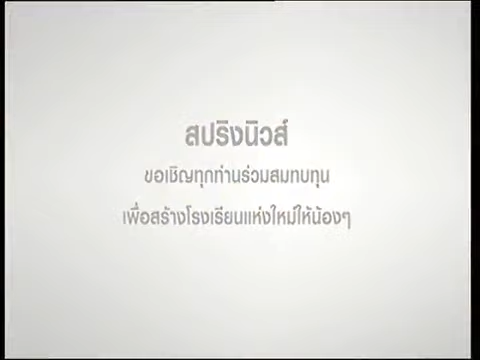 สปริงนิวส์
ขอเชิญทุกท่านร่วมสมทบทุน
เพื่อสร้างโรงเรียนแห่งใหม่ให้น้องๆ